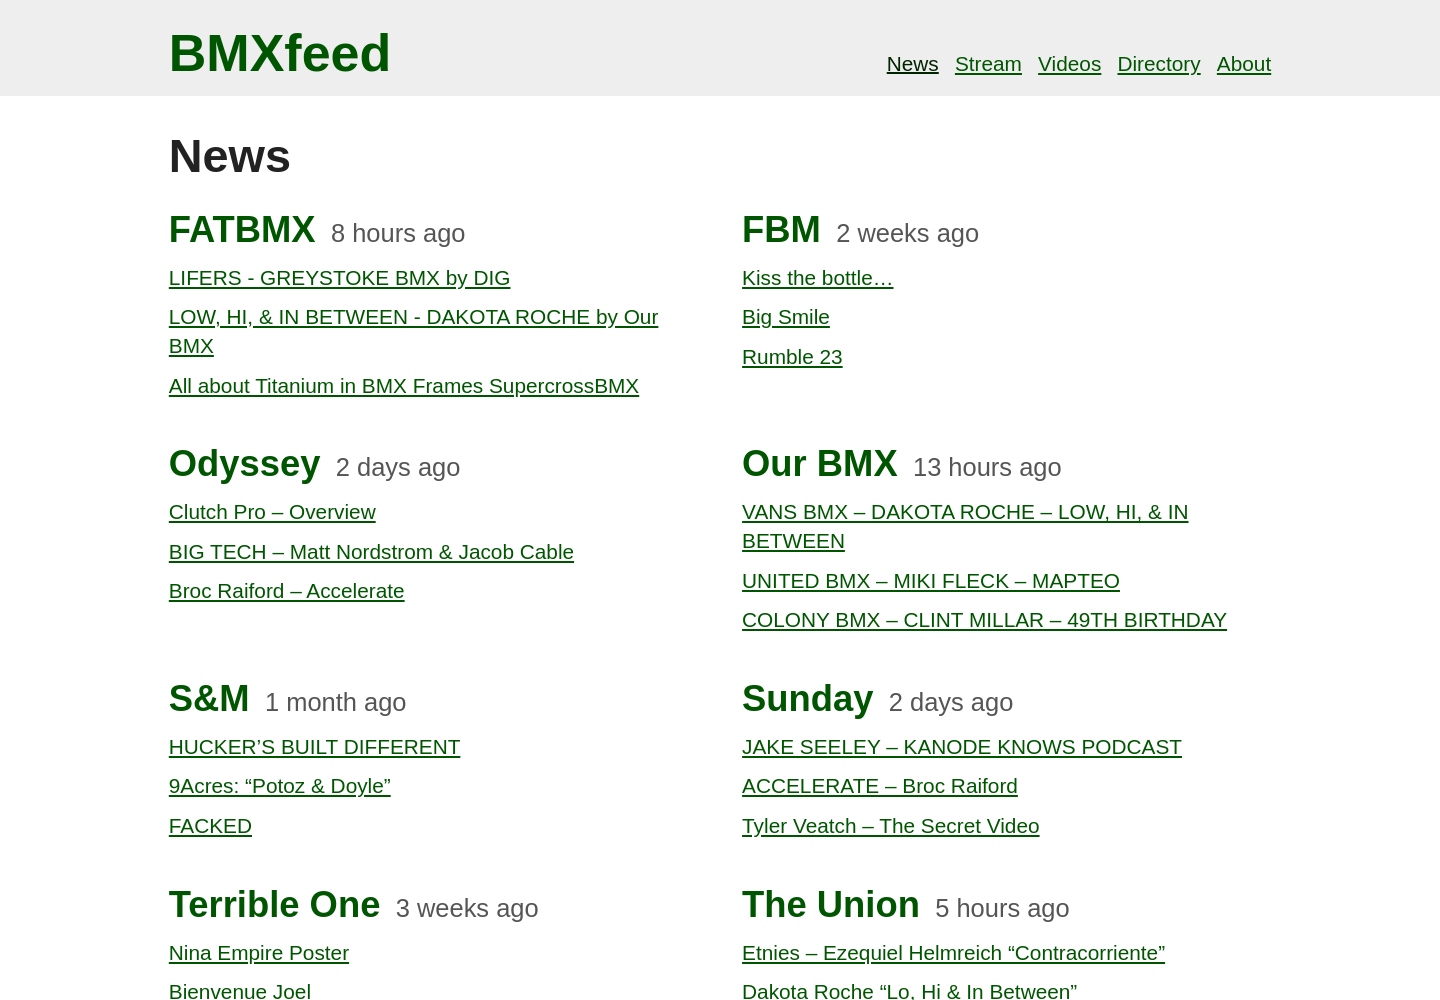 BMXfeed
News Stream Videos Directory About
News
FATBMX 8 hours ago
LIFERS - GREYSTOKE BMX by DIG
LOW, HI, & IN BETWEEN - DAKOTA ROCHE by Our
BMX
All about Titanium in BMX Frames SupercrossBMX
FBM 2 weeks ago
Kiss the bottle…
Big Smile
Rumble 23
Odyssey 2 days ago
Clutch Pro – Overview
BIG TECH – Matt Nordstrom & Jacob Cable
Broc Raiford – Accelerate
Our BMX 13 hours ago
VANS BMX – DAKOTA ROCHE – LOW, HI, & IN
BETWEEN
UNITED BMX – MIKI FLECK – MAPTEO
COLONY BMX – CLINT MILLAR – 49TH BIRTHDAY
S&M 1 month ago
HUCKER’S BUILT DIFFERENT
9Acres: “Potoz & Doyle”
FACKED
Sunday 2 days ago
JAKE SEELEY – KANODE KNOWS PODCAST
ACCELERATE – Broc Raiford
Tyler Veatch – The Secret Video
Terrible One 3 weeks ago
Nina Empire Poster
Bienvenue Joel
The Union 5 hours ago
Etnies – Ezequiel Helmreich “Contracorriente”
Dakota Roche “Lo, Hi & In Between”